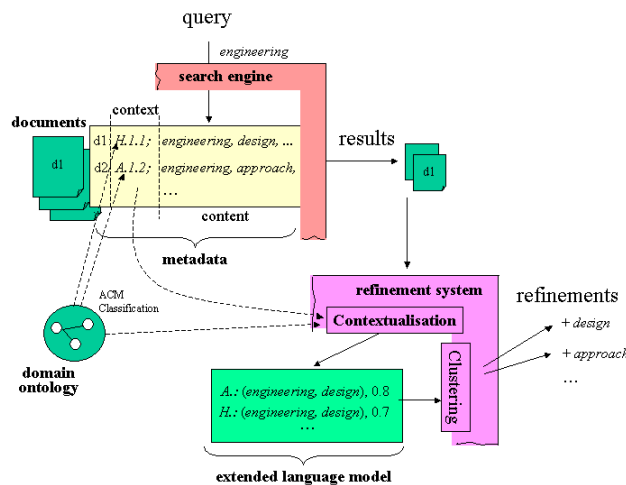 query
engineering
search engine
context
documents
d1
d1 H.1.1; engineering, design, ...
d2 A.1.2; engineering, approach,
...
content
metadata
results
d1
ACM
Classification
domain
ontology
refinement system
Contextualisation
Clustering
refinements
+ design
+ approach
...
A.: (engineering, design), 0.8
H.: (engineering, design), 0.7
...
extended language model